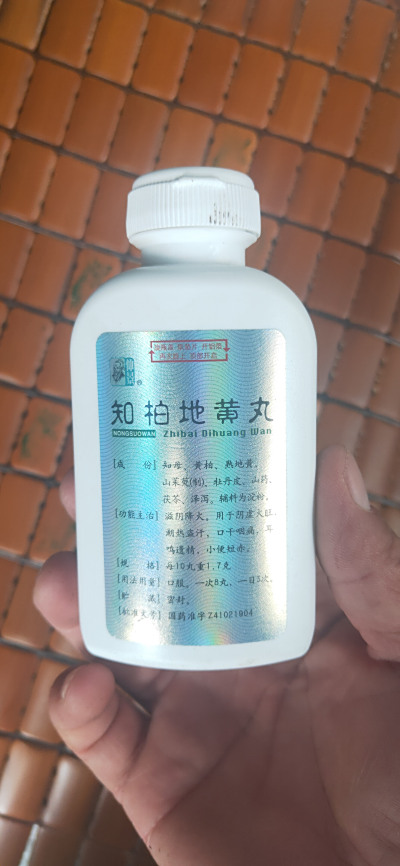 知柏地黄丸
NONGSUOWAN Zhibai Dihuang Wan
[成 份] 知母、黄柏、熟地黄、
山茱萸(制)、牡丹皮、山药、
茯苓、泽泻。辅料为淀粉。
[功能主治] 滋阴降火。用于阴虚火旺,
潮热盗汗,口干咽痛,耳
鸣遗精,小便短赤。
[规 格] 每10丸重1.7克
[用法用量] 口服。一次8丸,一日3次。
[贮 藏] 密封。
[批准文号] 国药准字Z41021904